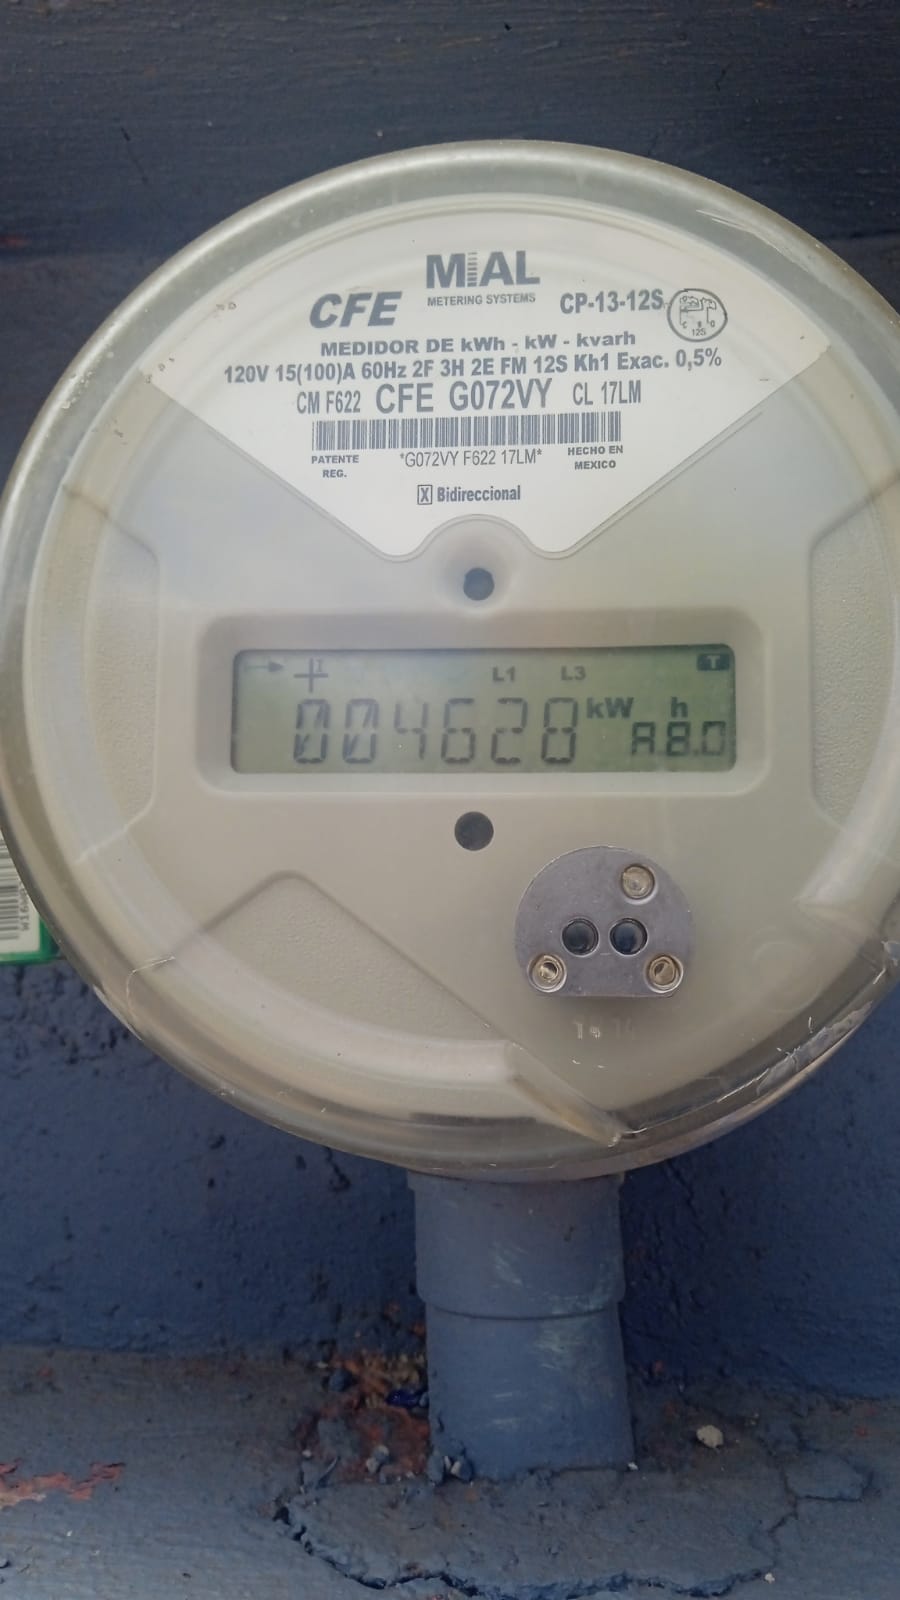 MIAL
METERING SYSTEMS
CFE
CP-13-12S
12S
MEDIDOR DE kWh - kW - kvarh
120V 15(100)A 60Hz 2F 3H 2E FM 12S Kh1 Exac. 0,5%
CM F622 CFE G072VY CL 17LM
PATENTE REG.
*G072VY F622 17LM*
HECHO EN MEXICO
X Bidireccional
L1 L3 T
004628 kW h A.8.0